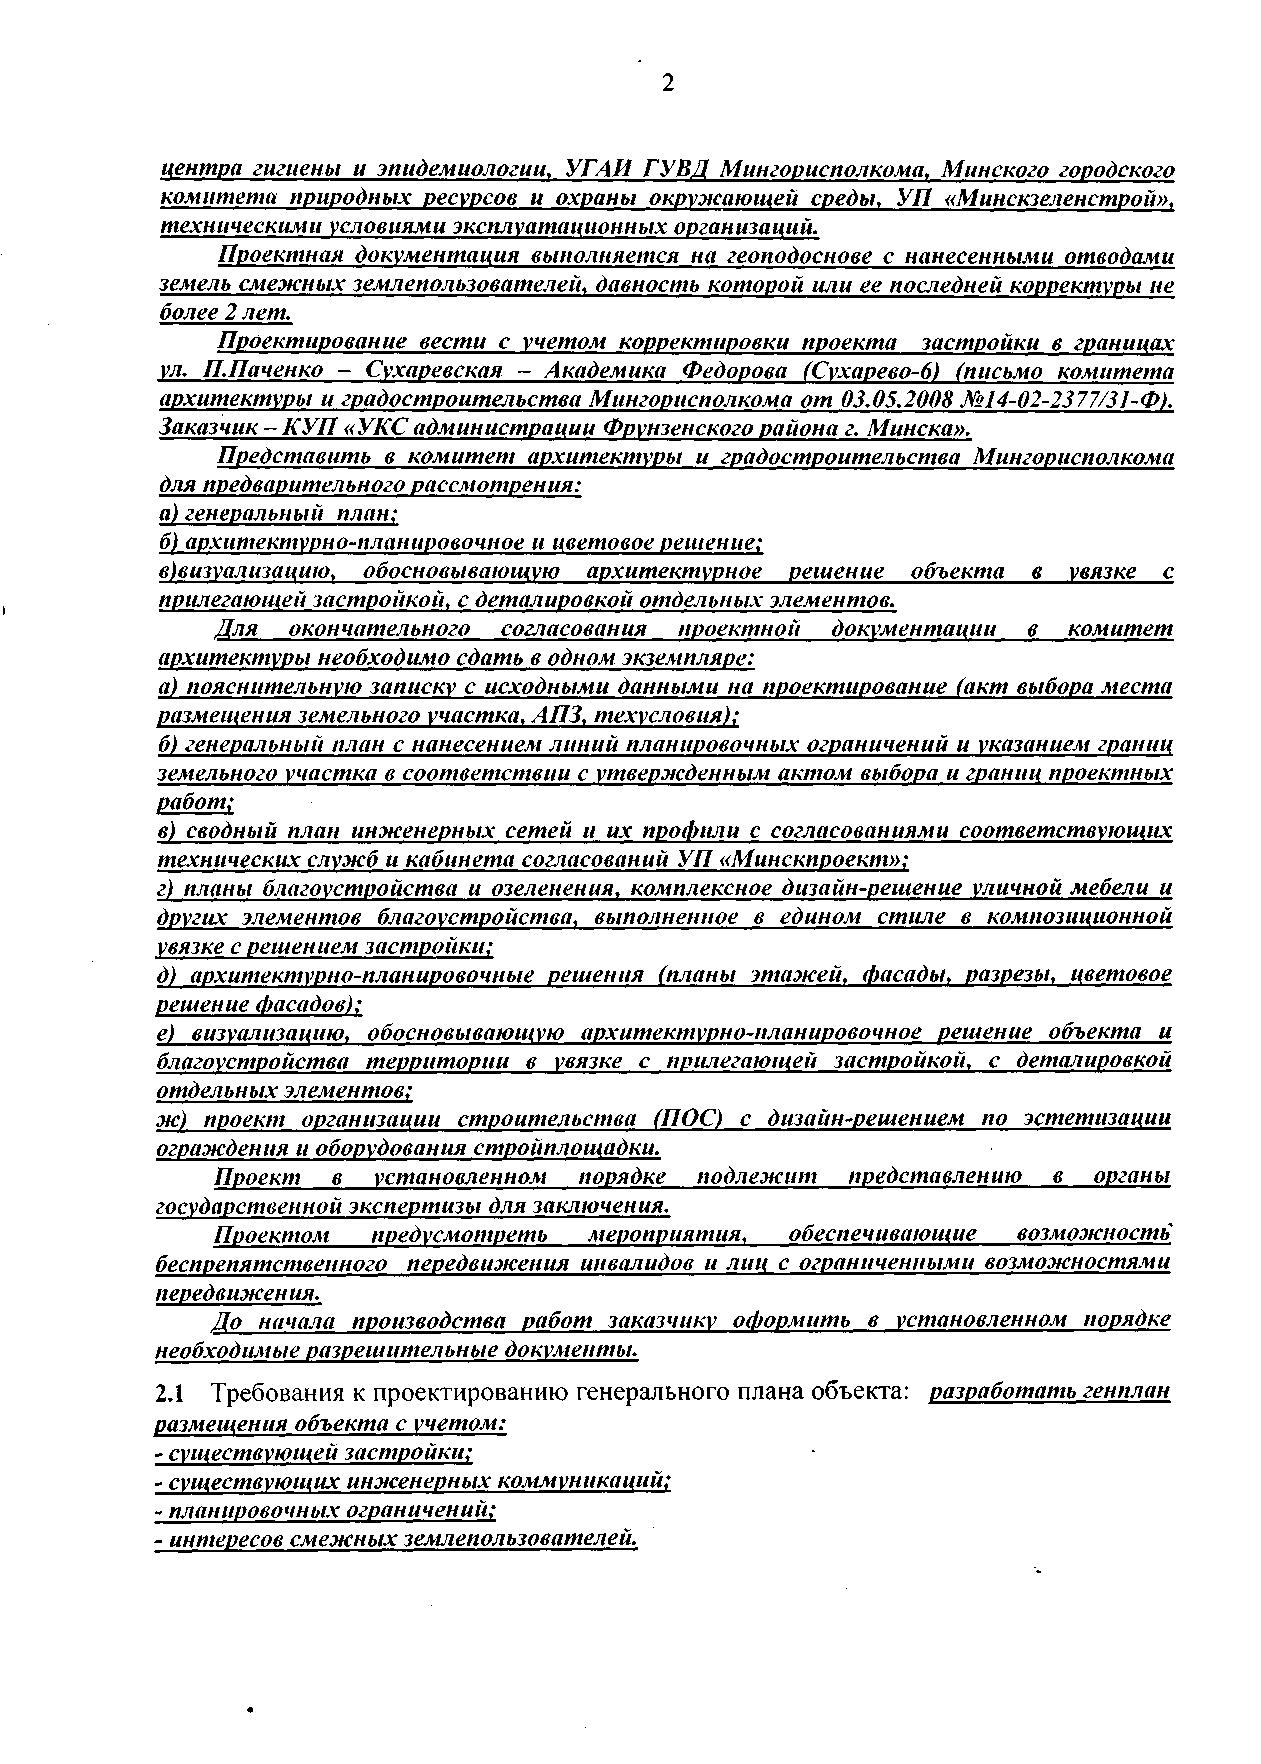 2
центра гигиены и эпидемиологии, УГАИ ГУВД Мингорисполкома, Минского городского
комитета природных ресурсов и охраны окружающей среды, УП «Минскзеленстрой»,
техническими условиями эксплуатационных организаций.
Проектная документация выполняется на геоподоснове с нанесенными отводами
земель смежных землепользователей, давность которой или ее последней корректуры не
более 2 лет.
Проектирование вести с учетом корректировки проекта застройки в границах
ул. П.Паченко – Сухаревская – Академика Федорова (Сухарево-6) (письмо комитета
архитектуры и градостроительства Мингорисполкома от 03.05.2008 №14-02-2377/31-Ф).
Заказчик – КУП «УКС администрации Фрунзенского района г. Минска».
Представить в комитет архитектуры и градостроительства Мингорисполкома
для предварительного рассмотрения:
а) генеральный план;
б) архитектурно-планировочное и цветовое решение;
в)визуализацию, обосновывающую архитектурное решение объекта в увязке с
прилегающей застройкой, с деталировкой отдельных элементов.
Для окончательного согласования проектной документации в комитет
архитектуры необходимо сдать в одном экземпляре:
а) пояснительную записку с исходными данными на проектирование (акт выбора места
размещения земельного участка, АПЗ, техусловия);
б) генеральный план с нанесением линий планировочных ограничений и указанием границ
земельного участка в соответствии с утвержденным актом выбора и границ проектных
работ;
в) сводный план инженерных сетей и их профили с согласованиями соответствующих
технических служб и кабинета согласований УП «Минскпроект»;
г) планы благоустройства и озеленения, комплексное дизайн-решение уличной мебели и
других элементов благоустройства, выполненное в едином стиле в композиционной
увязке с решением застройки;
д) архитектурно-планировочные решения (планы этажей, фасады, разрезы, цветовое
решение фасадов);
е) визуализацию, обосновывающую архитектурно-планировочное решение объекта и
благоустройства территории в увязке с прилегающей застройкой, с деталировкой
отдельных элементов;
ж) проект организации строительства (ПОС) с дизайн-решением по эстетизации
ограждения и оборудования стройплощадки.
Проект в установленном порядке подлежит представлению в органы
государственной экспертизы для заключения.
Проектом предусмотреть мероприятия, обеспечивающие возможность
беспрепятственного передвижения инвалидов и лиц с ограниченными возможностями
передвижения.
До начала производства работ заказчику оформить в установленном порядке
необходимые разрешительные документы.
2.1 Требования к проектированию генерального плана объекта: разработать генплан
размещения объекта с учетом:
- существующей застройки;
- существующих инженерных коммуникаций;
- планировочных ограничений;
- интересов смежных землепользователей.